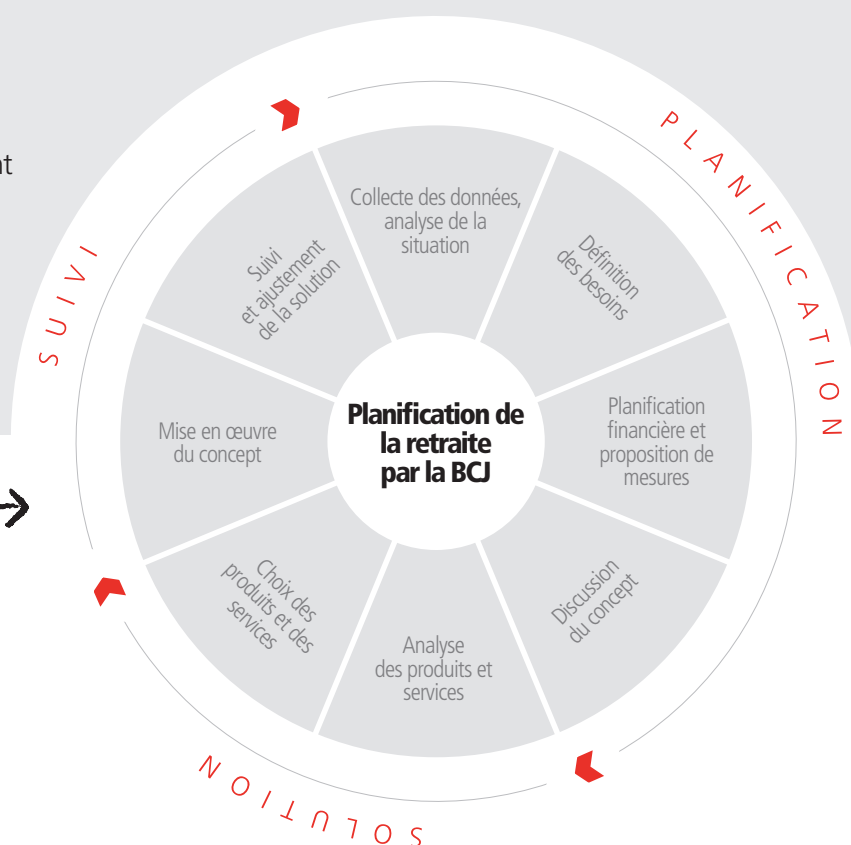 nt
PLANIFICATION
SUIVI
SOLUTION
Planification de
la retraite
par la BCJ
Collecte des données,
analyse de la
situation
Définition
des besoins
Planification
financière et
proposition de
mesures
Discussion
du concept
Analyse
des produits et
services
Choix des
produits et des
services
Mise en œuvre
du concept
Suivi
et ajustement
de la solution